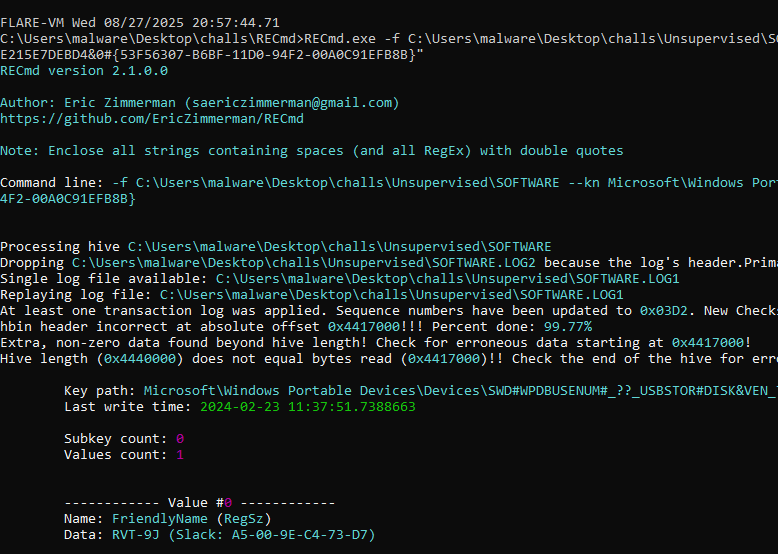 FLARE-VM Wed 08/27/2025 20:57:44.71
C:\Users\malware\Desktop\challs\RECmd>RECmd.exe -f C:\Users\malware\Desktop\challs\Unsupervised\SO
E215E7DEBD4&0#{53F56307-B6BF-11D0-94F2-00A0C91EFB8B}"
RECmd version 2.1.0.0
Author: Eric Zimmerman (saericzimmerman@gmail.com)
https://github.com/EricZimmerman/RECmd
Note: Enclose all strings containing spaces (and all RegEx) with double quotes
Command line: -f C:\Users\malware\Desktop\challs\Unsupervised\SOFTWARE --kn Microsoft\Windows Por
4F2-00A0C91EFB8B}
Processing hive C:\Users\malware\Desktop\challs\Unsupervised\SOFTWARE
Dropping C:\Users\malware\Desktop\challs\Unsupervised\SOFTWARE.LOG2 because the log's header.Prima
Single log file available: C:\Users\malware\Desktop\challs\Unsupervised\SOFTWARE.LOG1
Replaying log file: C:\Users\malware\Desktop\challs\Unsupervised\SOFTWARE.LOG1
At least one transaction log was applied. Sequence numbers have been updated to 0x03D2. New Checks
hbin header incorrect at absolute offset 0x4417000!!! Percent done: 99.77%
Extra, non-zero data found beyond hive length! Check for erroneous data starting at 0x4417000!
Hive length (0x4440000) does not equal bytes read (0x4417000)!! Check the end of the hive for erro
Key path: Microsoft\Windows Portable Devices\Devices\SWD#WPDBUSENUM#_??_USBSTOR#DISK&VEN_
Last write time: 2024-02-23 11:37:51.7388663
Subkey count: 0
Values count: 1
------------ Value #0 ------------
Name: FriendlyName (RegSz)
Data: RVT-9J (Slack: A5-00-9E-C4-73-D7)